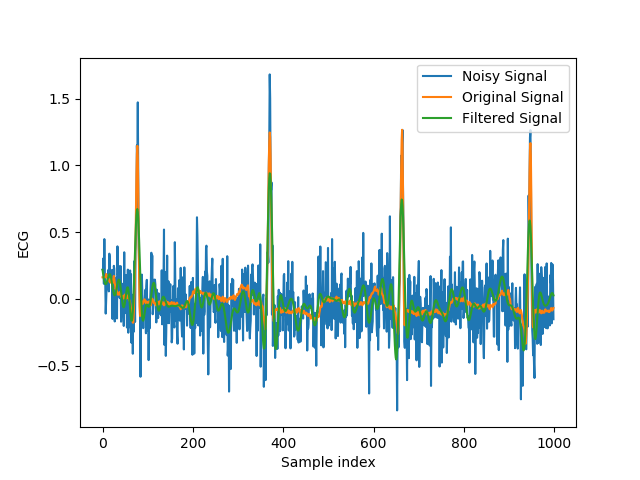 Noisy Signal
Original Signal
Filtered Signal
1.5
1.0
0.5
0.0
−0.5
ECG
0 200 400 600 800 1000
Sample index